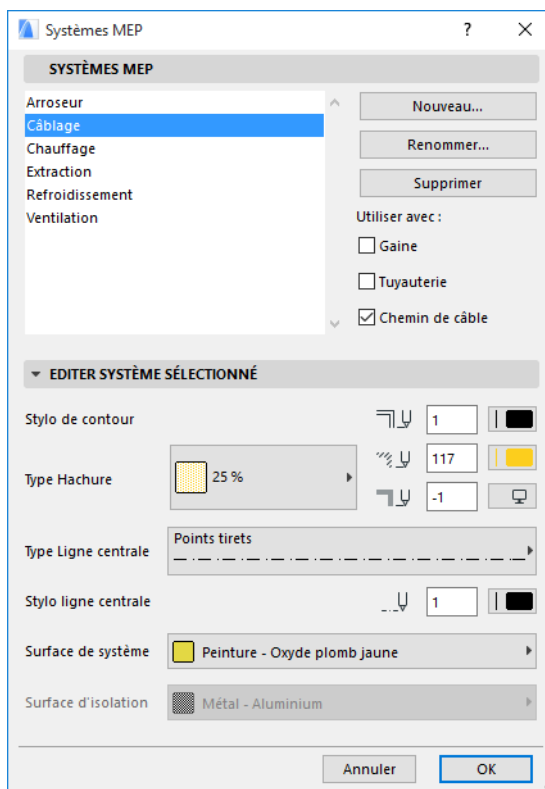 Systèmes MEP
?
SYSTÈMES MEP
Arroseur
Câblage
Chauffage
Extraction
Refroidissement
Ventilation
Nouveau...
Renommer...
Supprimer
Utiliser avec :
Gaine
Tuyauterie
Chemin de câble
EDITER SYSTÈME SÉLECTIONNÉ
Stylo de contour
1
Type Hachure
25 %
117
-1
Type Ligne centrale
Points tirets
Stylo ligne centrale
1
Surface de système
Peinture - Oxyde plomb jaune
Surface d'isolation
Métal - Aluminium
Annuler
OK